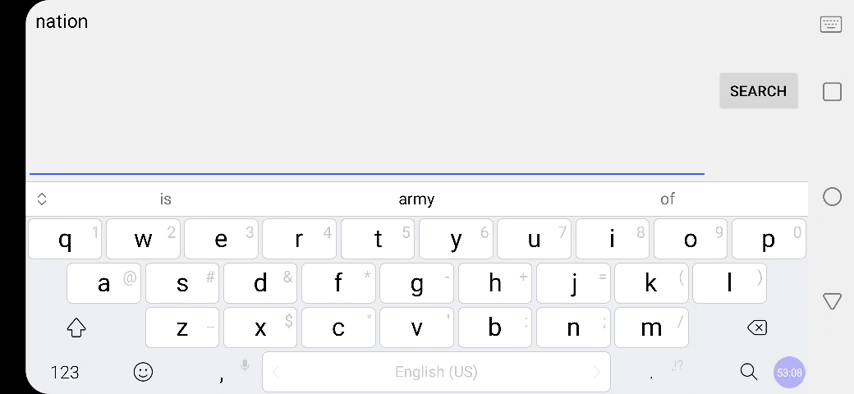 nation
SEARCH
is army of
q 1 w 2 e 3 r 4 t 5 y 6 u 7 i 8 o 9 p 0
a @ s # d & f * g - h + j = k ( l )
z _ x $ c " v ' b : n ; m /
123 , English (US) . .!?
53:08